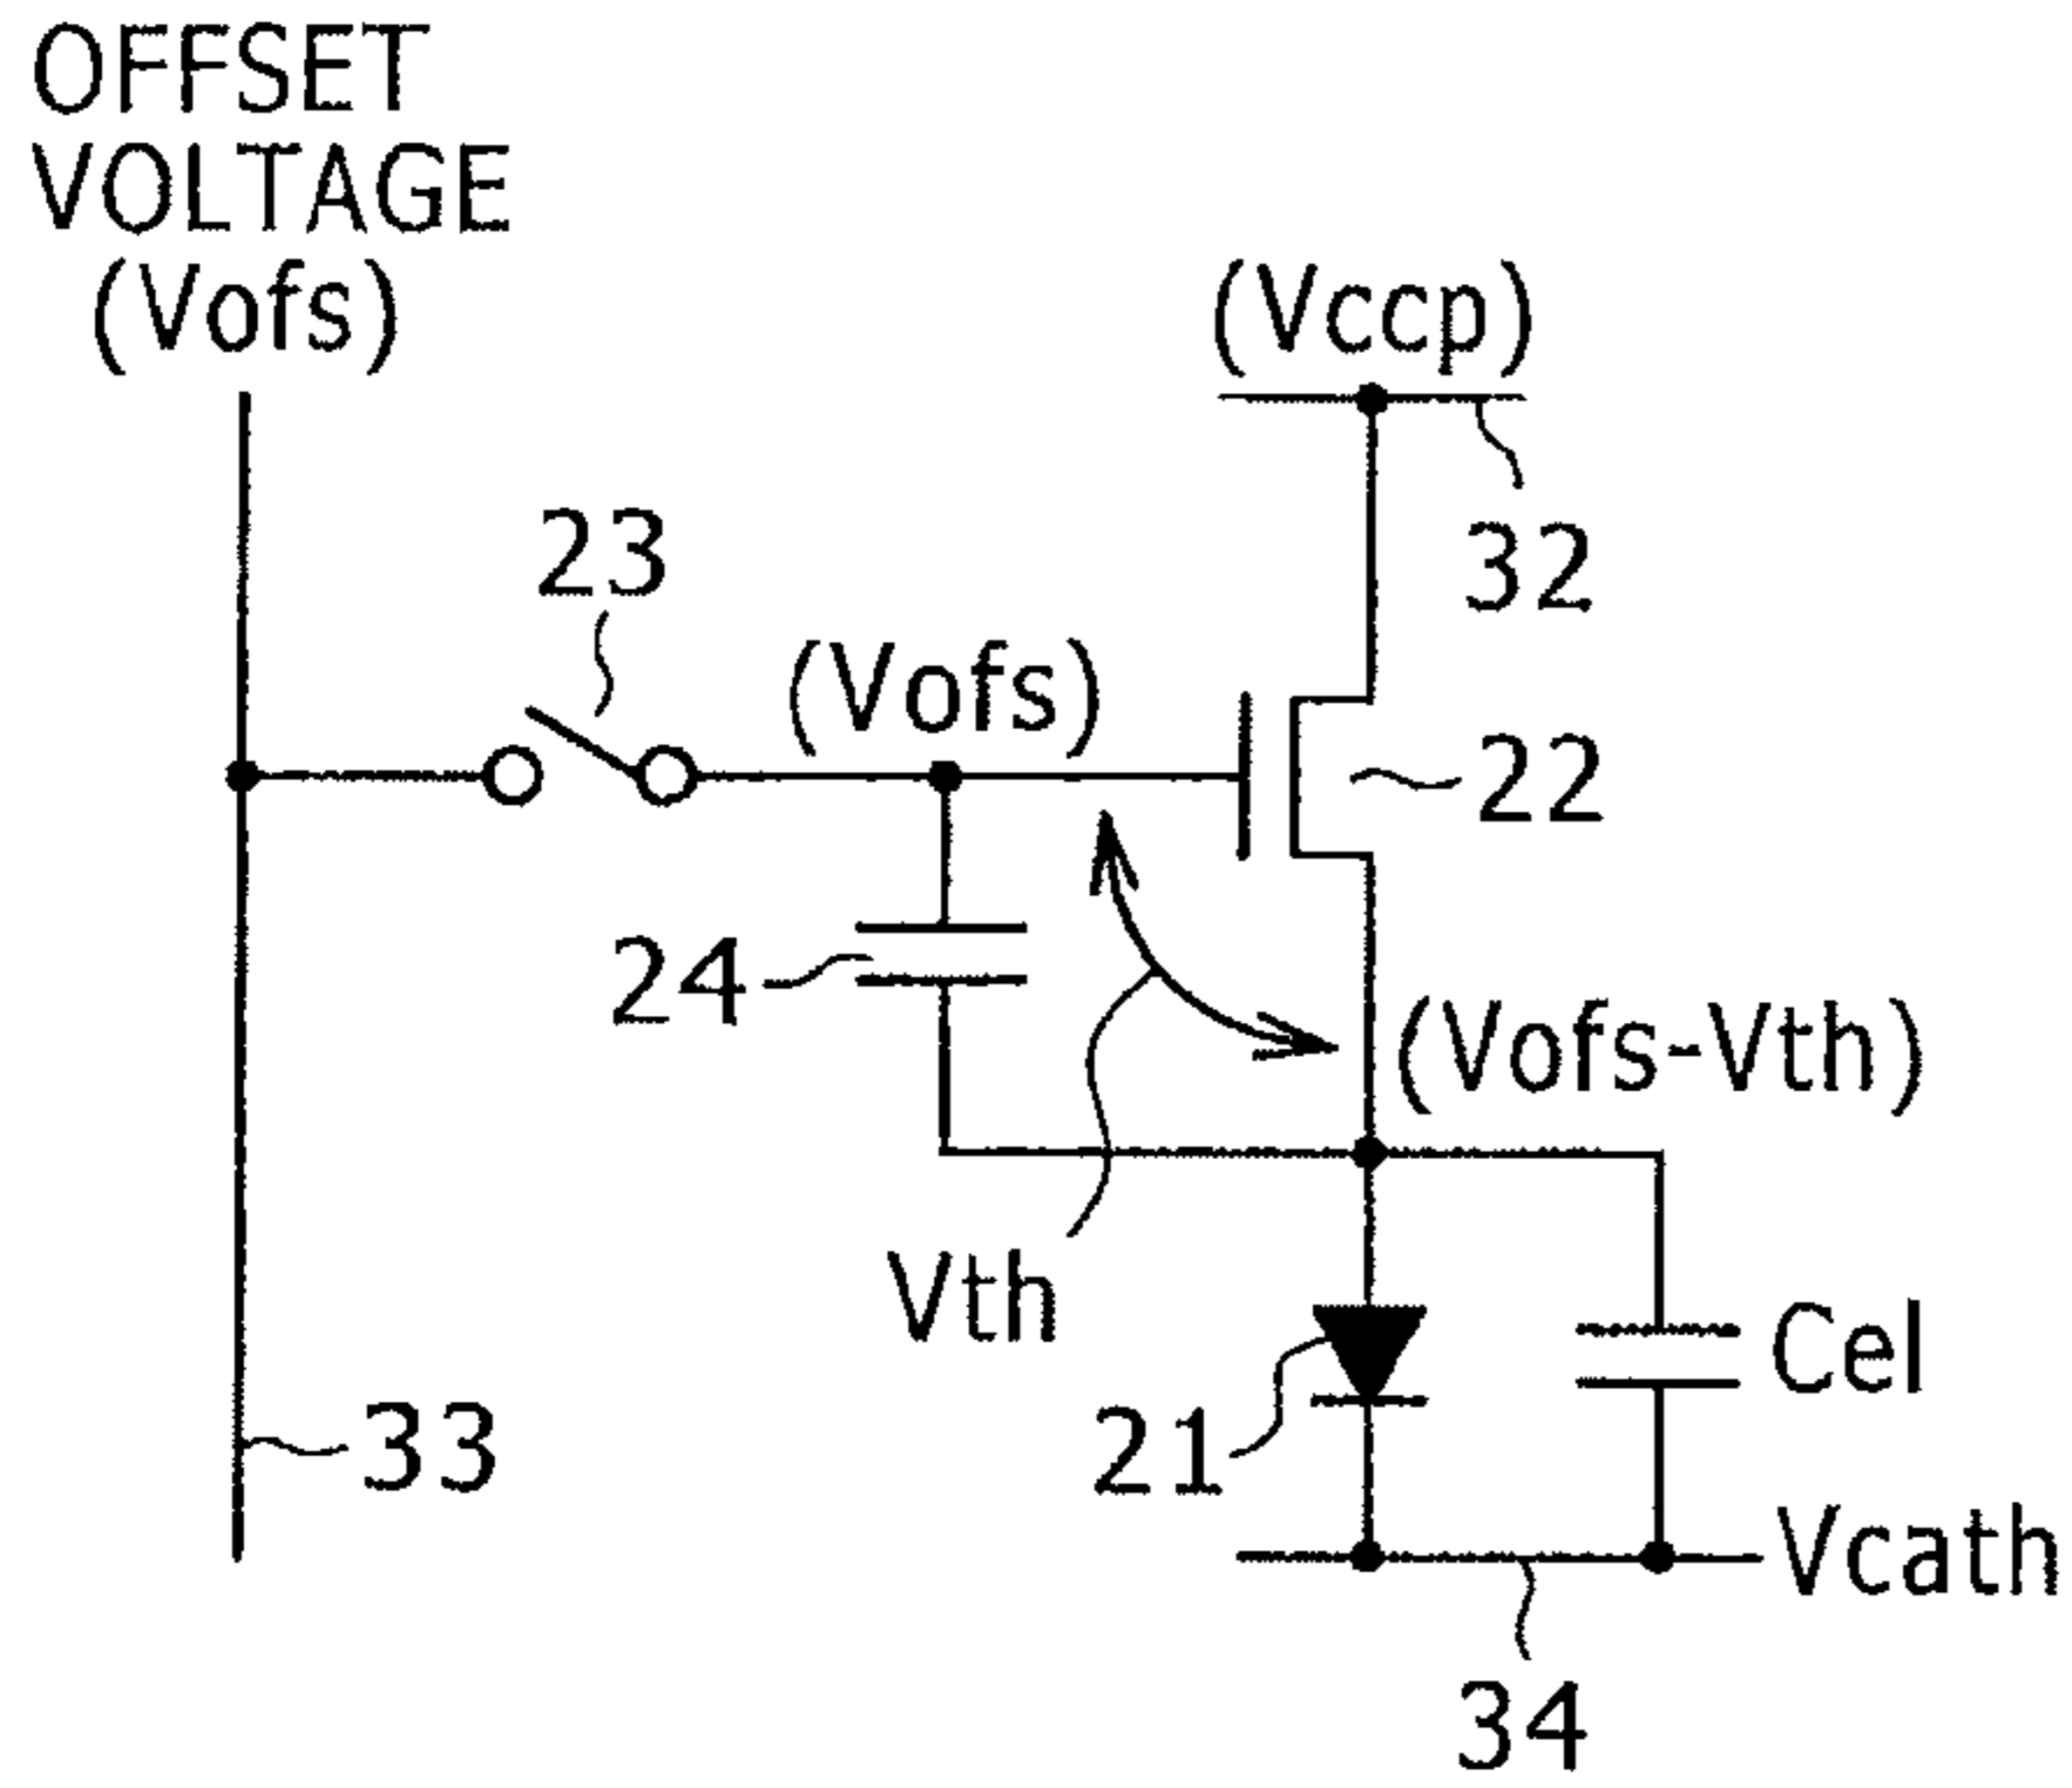 OFFSET
VOLTAGE
(Vofs)
(Vccp)
32
23
(Vofs)
22
24
(Vofs-Vth)
Vth
Cel
21
33
Vcath
34